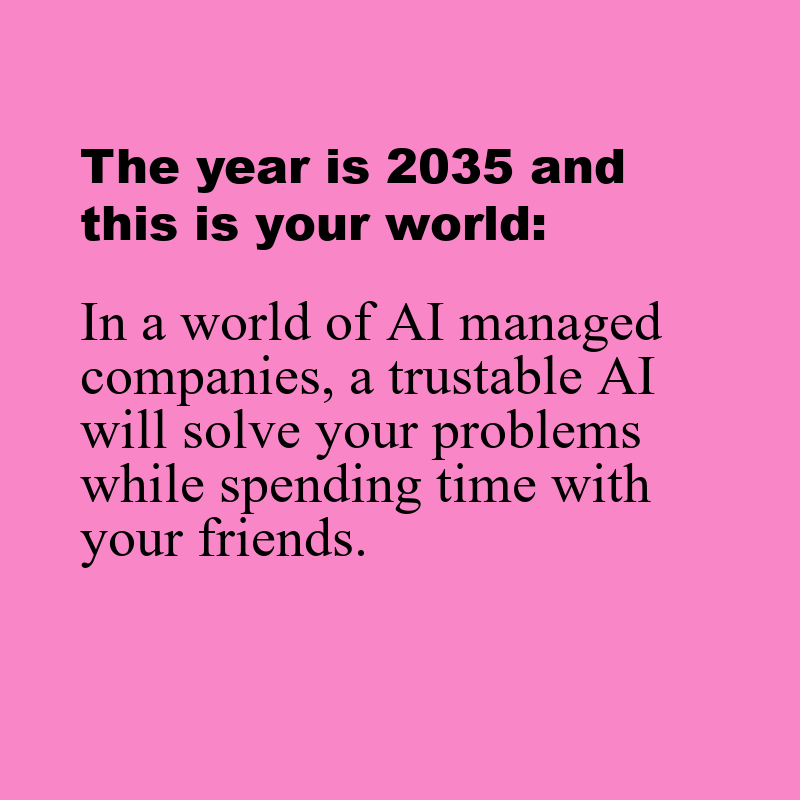 The year is 2035 and
this is your world:
In a world of AI managed
companies, a trustable AI
will solve your problems
while spending time with
your friends.